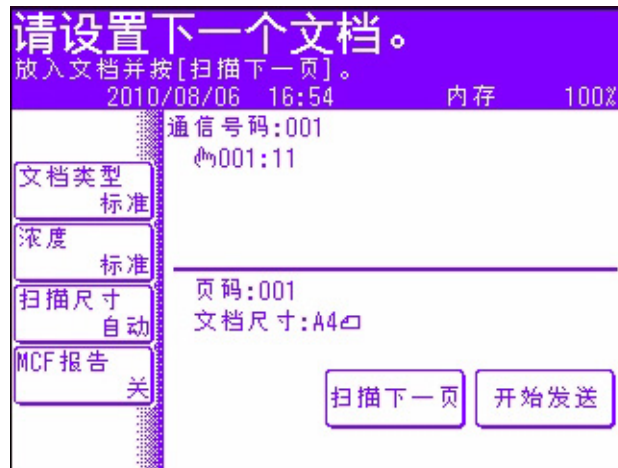 请设置下一个文档。
放入文档并按[扫描下一页]。
2010/08/06 16:54 内存 100%
通信号码:001
001:11
文档类型
标准
浓度
标准
扫描尺寸
自动
MCF报告
关
页码:001
文档尺寸:A4
扫描下一页 开始发送